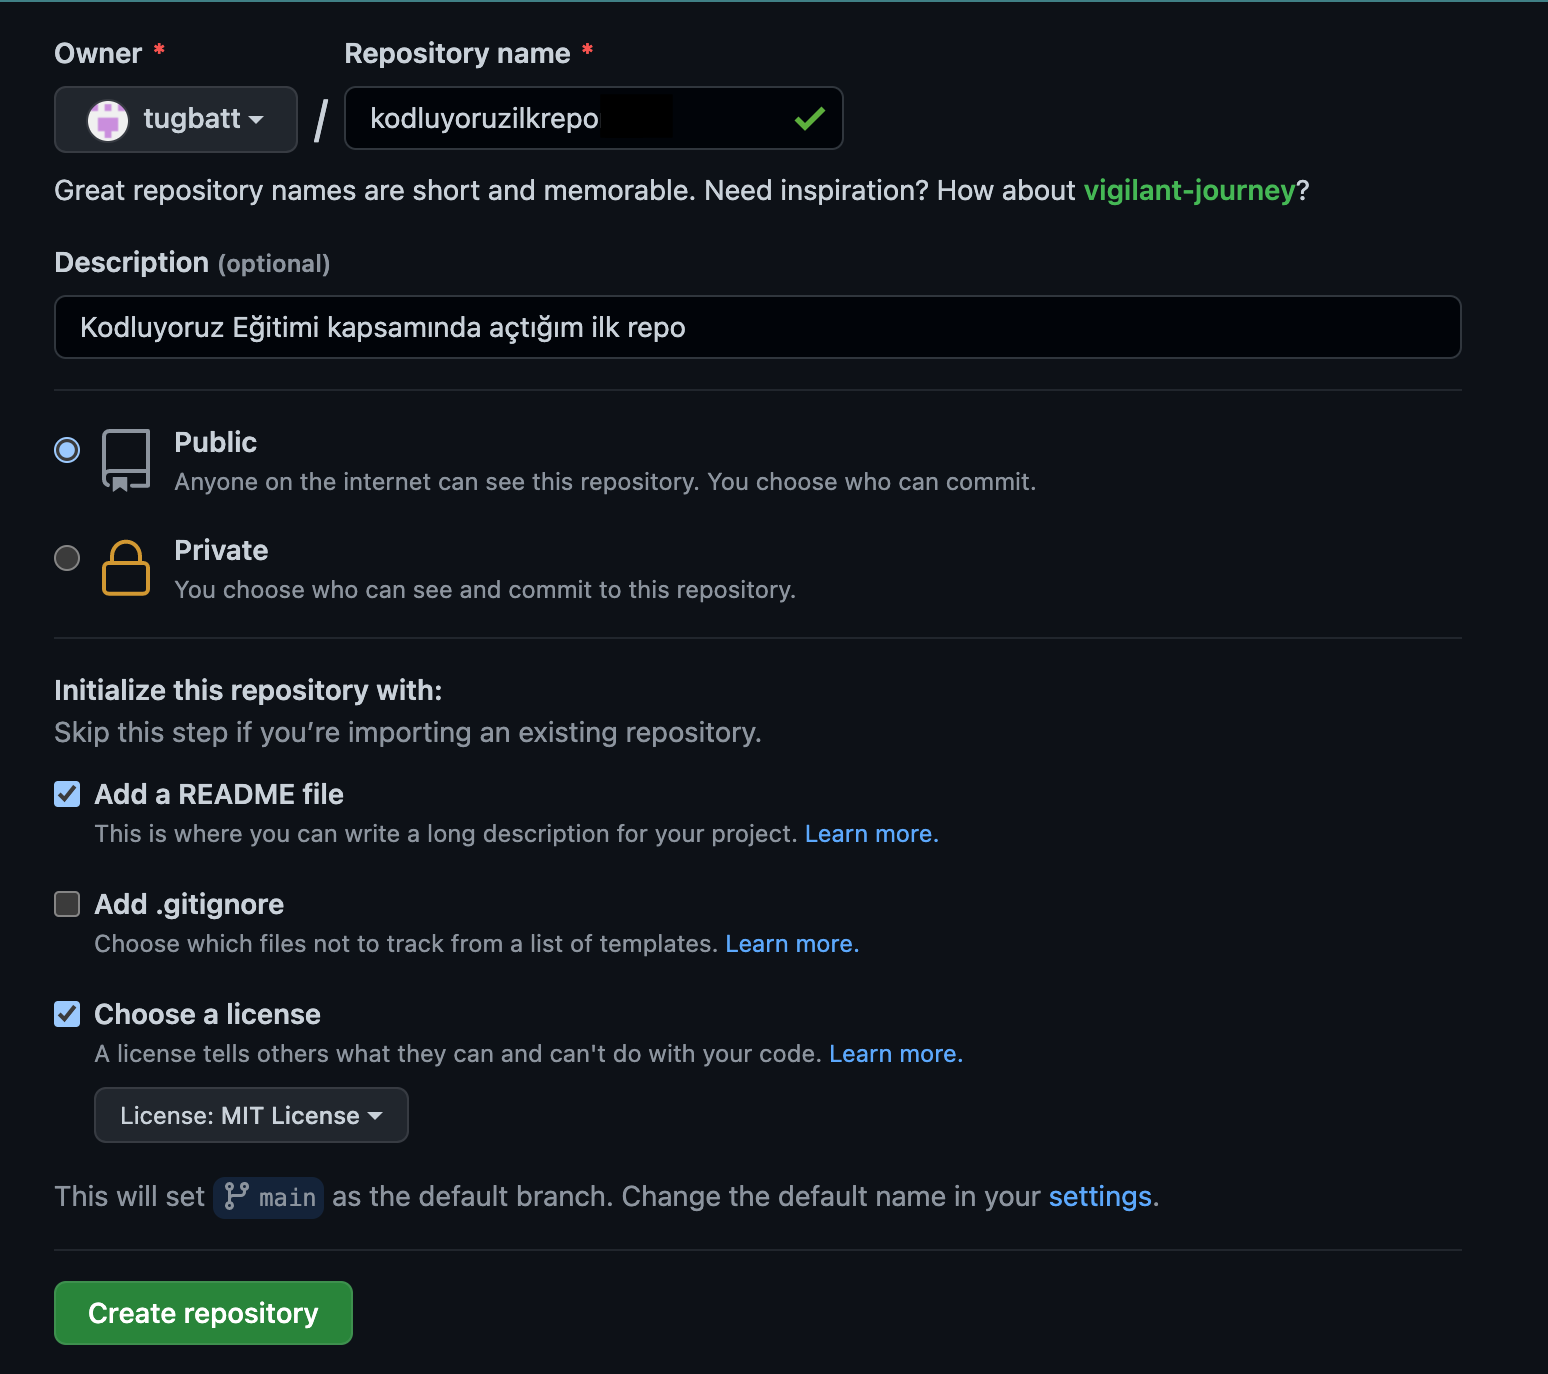 Owner *
Repository name *
tugbatt
/
kodluyoruzilkrepo
Great repository names are short and memorable. Need inspiration? How about vigilant-journey?
Description (optional)
Kodluyoruz Eğitimi kapsamında açtığım ilk repo
Public
Anyone on the internet can see this repository. You choose who can commit.
Private
You choose who can see and commit to this repository.
Initialize this repository with:
Skip this step if you’re importing an existing repository.
Add a README file
This is where you can write a long description for your project. Learn more.
Add .gitignore
Choose which files not to track from a list of templates. Learn more.
Choose a license
A license tells others what they can and can't do with your code. Learn more.
License: MIT License
This will set main as the default branch. Change the default name in your settings.
Create repository